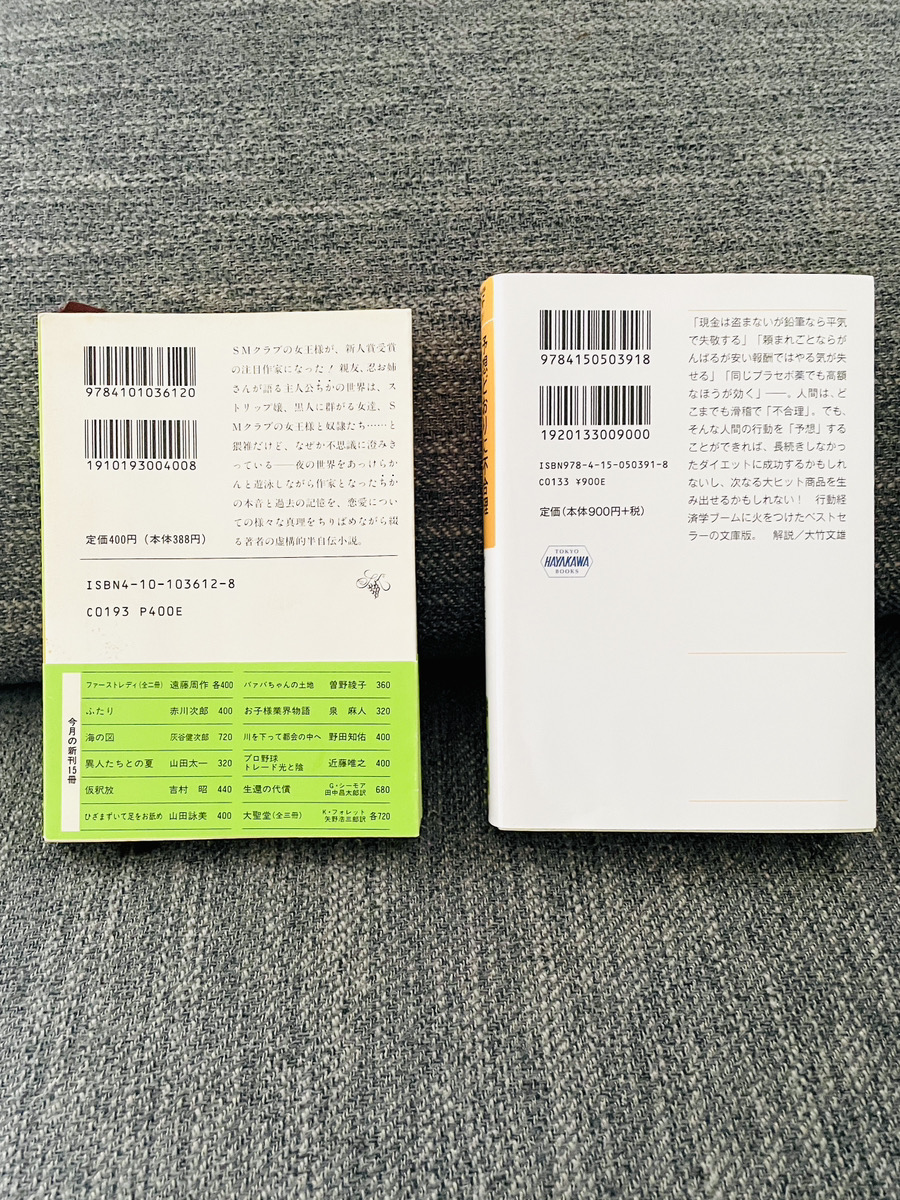 9784101036120
1910193004008
定価400円（本体388円）
ISBN4-10-103612-8
C0193 P400E
SMクラブの女王様が、新人賞受賞
の注目作家になった！ 親友、忍お姉
さんが語る主人公ちかの世界は、ス
トリップ嬢、黒人に群がる女達、S
Mクラブの女王様と奴隷たち……と
猥雑だけど、なぜか不思議に澄みき
っている――夜の世界をあっけらか
んと遊泳しながら作家となったちか
の本音と過去の記憶を、恋愛につい
ての様々な真理をちりばめながら綴
る著者の虚構的半自伝小説。
今月の新刊15冊
ファーストレディ（全二冊） 遠藤周作 各400
ふたり 赤川次郎 400
海の図 灰谷健次郎 720
異人たちとの夏 山田太一 320
仮釈放 吉村 昭 440
ひざまずいて足をお舐め 山田詠美 400
バァバちゃんの土地 曽野綾子 360
お子様業界物語 泉 麻人 320
川を下って都会の中へ 野田知佑 400
プロ野球
トレード光と陰 近藤唯之 400
生還の代償 G・シーモア
田中昌太郎訳 680
大聖堂（全三冊） K・フォレット
矢野浩三郎訳 各720
9784150503918
1920133009000
ISBN978-4-15-050391-8
C0133 ¥900E
定価（本体900円+税）
TOKYO
HAYAKAWA
BOOKS
「現金は盗まないが鉛筆なら平気
で失敬する」「頼まれごとならが
んばるが安い報酬ではやる気が失
せる」「同じプラセボ薬でも高額
なほうが効く」――。人間は、ど
こまでも滑稽で「不合理」。でも、
そんな人間の行動を「予想」す
ることができれば、長続きしなかっ
たダイエットに成功するかもしれ
ないし、次なる大ヒット商品を生
み出せるかもしれない！ 行動経
済学ブームに火をつけたベストセ
ラーの文庫版。 解説／大竹文雄